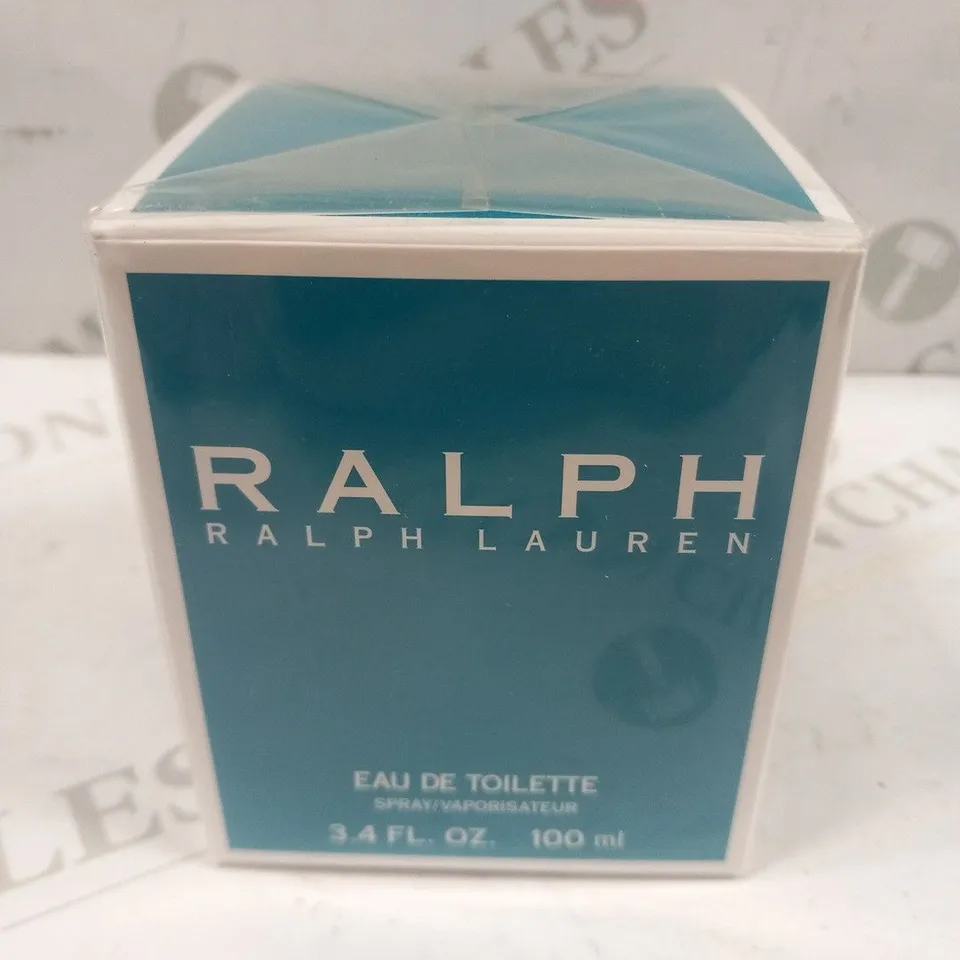 RALPH
RALPH LAUREN
EAU DE TOILETTE
SPRAY/VAPORISATEUR
3.4 FL. OZ. 100 ml